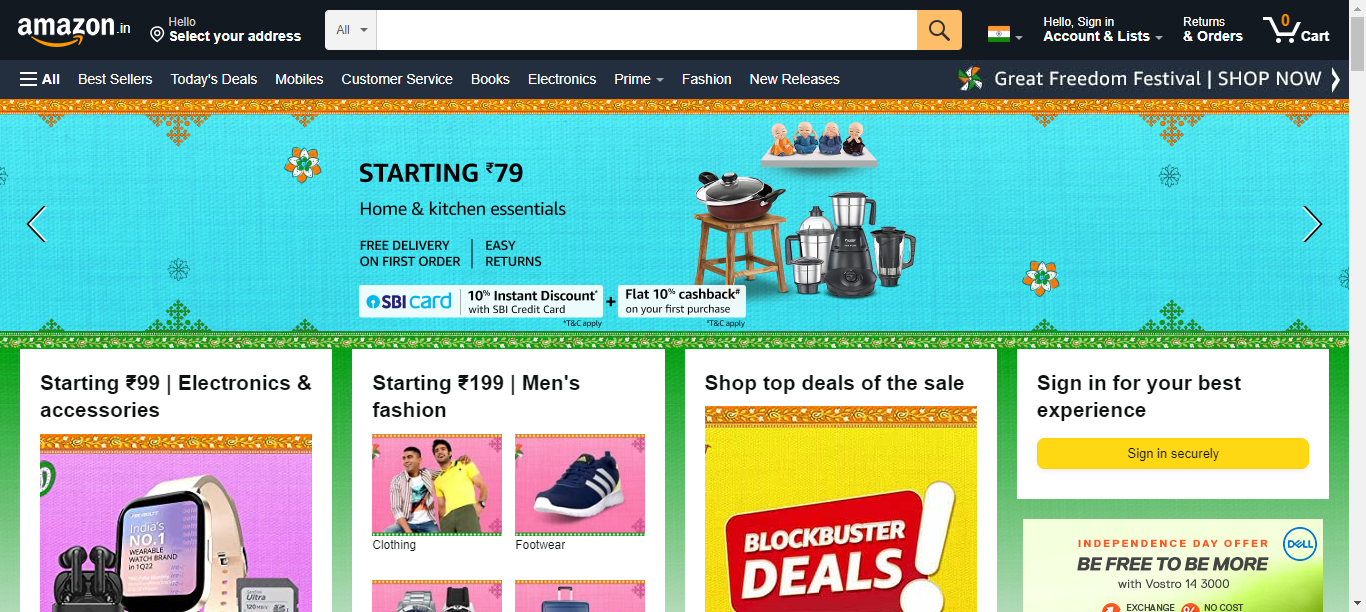 amazon.in
Hello
Select your address
All
Hello, Sign in
Account & Lists
Returns
& Orders
0
Cart
All
Best Sellers
Today's Deals
Mobiles
Customer Service
Books
Electronics
Prime
Fashion
New Releases
Great Freedom Festival | SHOP NOW
STARTING ₹79
Home & kitchen essentials
FREE DELIVERY
ON FIRST ORDER
EASY
RETURNS
SBI card
10% Instant Discount*
with SBI Credit Card
*T&C apply
+
Flat 10% cashback#
on your first purchase
*T&C apply
Starting ₹99 | Electronics &
accessories
India's
NO.1
WEARABLE
WATCH BRAND
in 1Q22
Ultra
120MB/s
Starting ₹199 | Men's
fashion
Clothing
Footwear
Shop top deals of the sale
BLOCKBUSTER
DEALS!
Sign in for your best
experience
Sign in securely
INDEPENDENCE DAY OFFER
DELL
BE FREE TO BE MORE
with Vostro 14 3000
EXCHANGE
NO COST